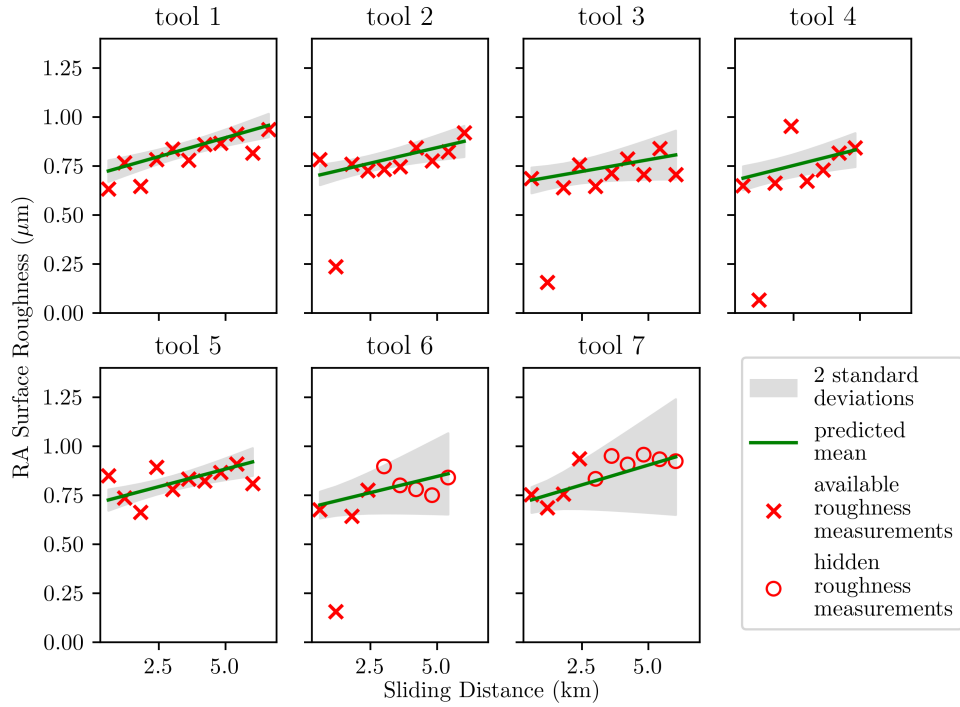 tool 1 tool 2 tool 3 tool 4
1.25
1.00
0.75
0.50
0.25
0.00
tool 5 tool 6 tool 7
1.25
1.00
0.75
0.50
0.25
0.00
2.5 5.0 2.5 5.0 2.5 5.0
RA Surface Roughness (μm)
Sliding Distance (km)
2 standard
deviations
predicted
mean
available
roughness
measurements
hidden
roughness
measurements